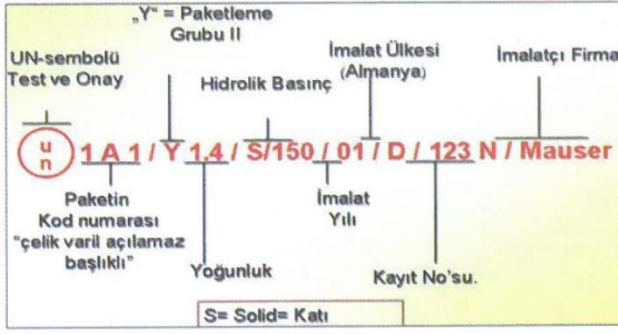 „Y“ = Paketleme
Grubu II
UN-sembolü
Test ve Onay
Hidrolik Basınç
İmalat Ülkesi
(Almanya)
İmalatçı Firma
un 1 A 1 / Y 1.4 / S/150 / 01 / D / 123 N / Mauser
Paketin
Kod numarası
"çelik varil açılamaz
başlıklı"
Yoğunluk
İmalat
Yılı
Kayıt No'su.
S= Solid= Katı